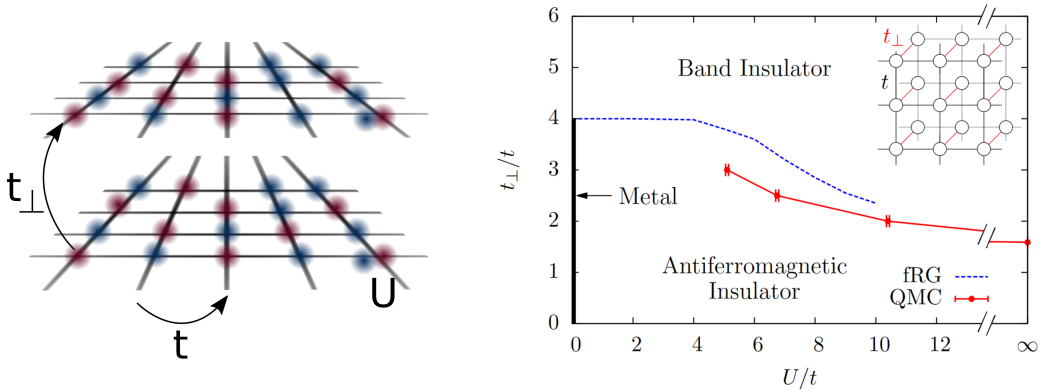 t⊥
t
U
6
5
4
3
2
1
0
t⊥/t
Band Insulator
Metal
Antiferromagnetic
Insulator
fRG
QMC
t⊥
t
0 2 4 6 8 10 12 ∞
U/t